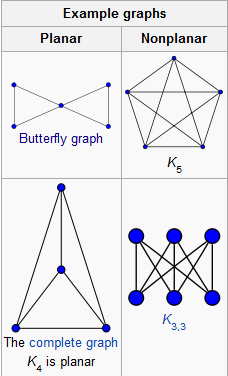 Example graphs
Planar
Nonplanar
Butterfly graph
K5
The complete graph
K4 is planar
K3,3